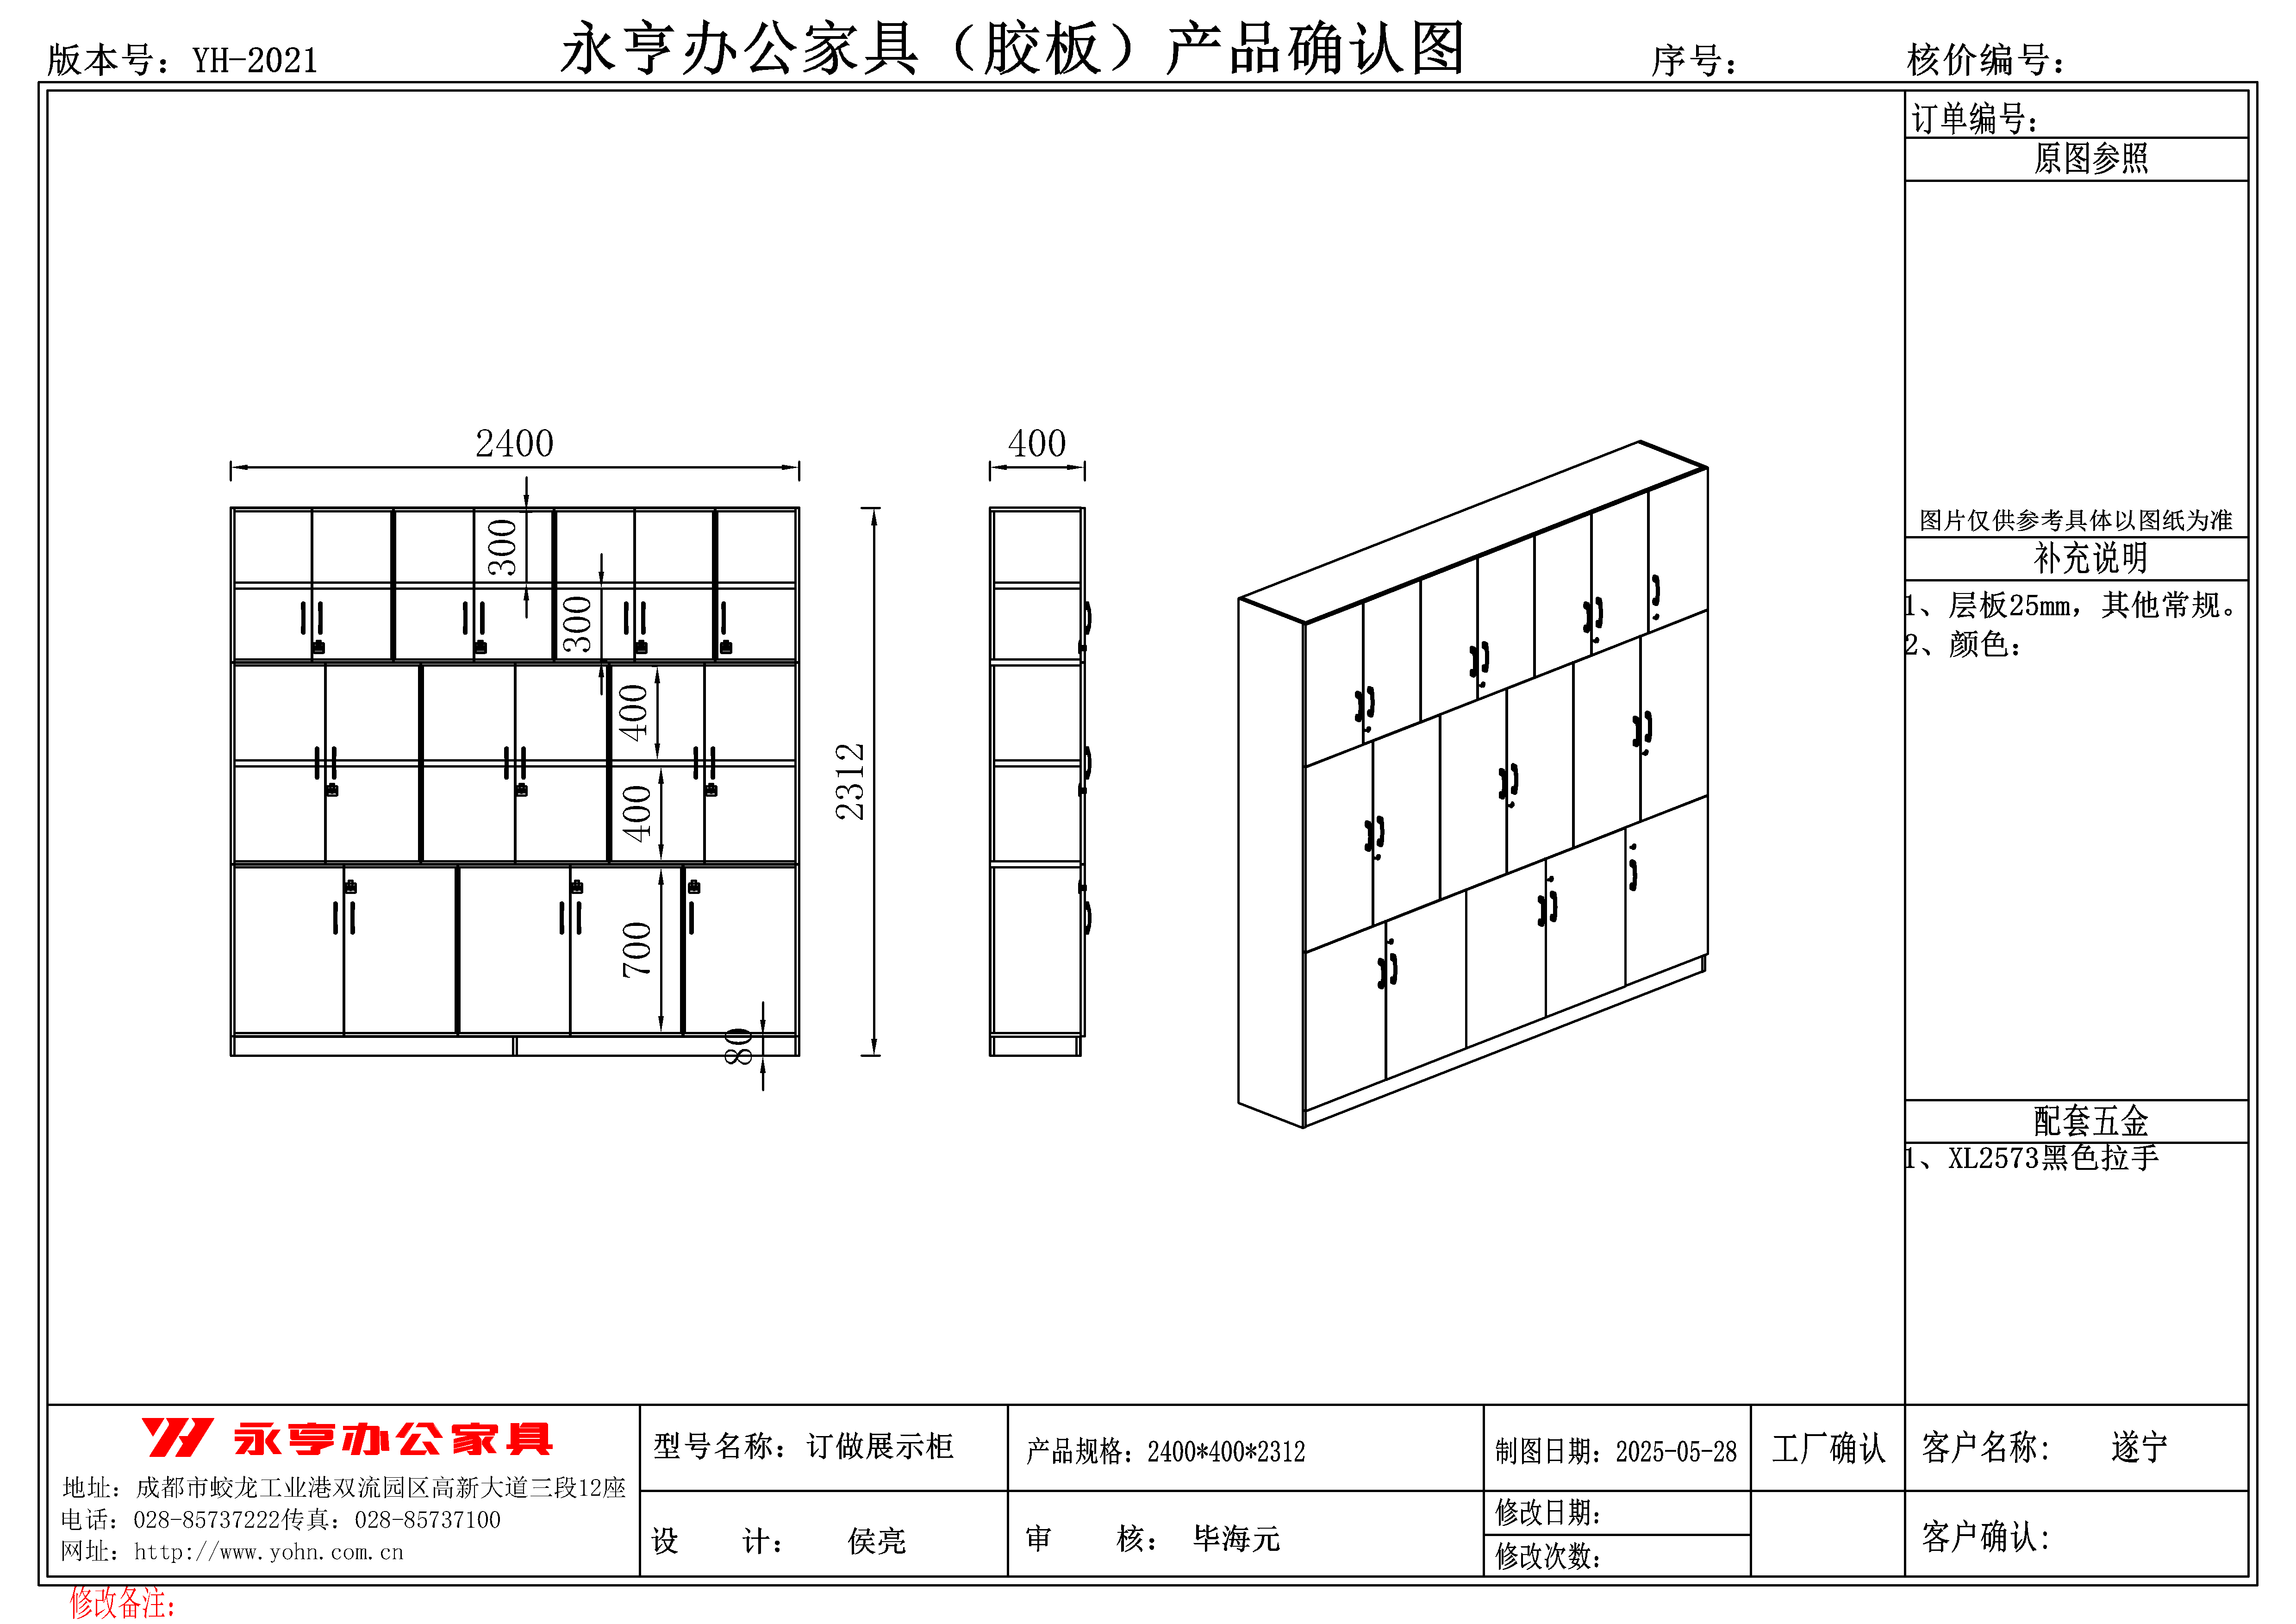 版本号：YH-2021
永亨办公家具（胶板）产品确认图
序号：
核价编号：
订单编号：
原图参照
图片仅供参考具体以图纸为准
补充说明
1、层板25mm，其他常规。
2、颜色：
配套五金
1、XL2573黑色拉手
2400
400
300
300
400
400
700
80
2312
永亨办公家具
地址：成都市蛟龙工业港双流园区高新大道三段12座
电话：028-85737222传真：028-85737100
网址：http://www.yohn.com.cn
型号名称：订做展示柜
产品规格：2400*400*2312
制图日期：2025-05-28
工厂确认
客户名称：遂宁
设 计：侯亮
审 核：毕海元
修改日期：
修改次数：
客户确认：
修改备注：